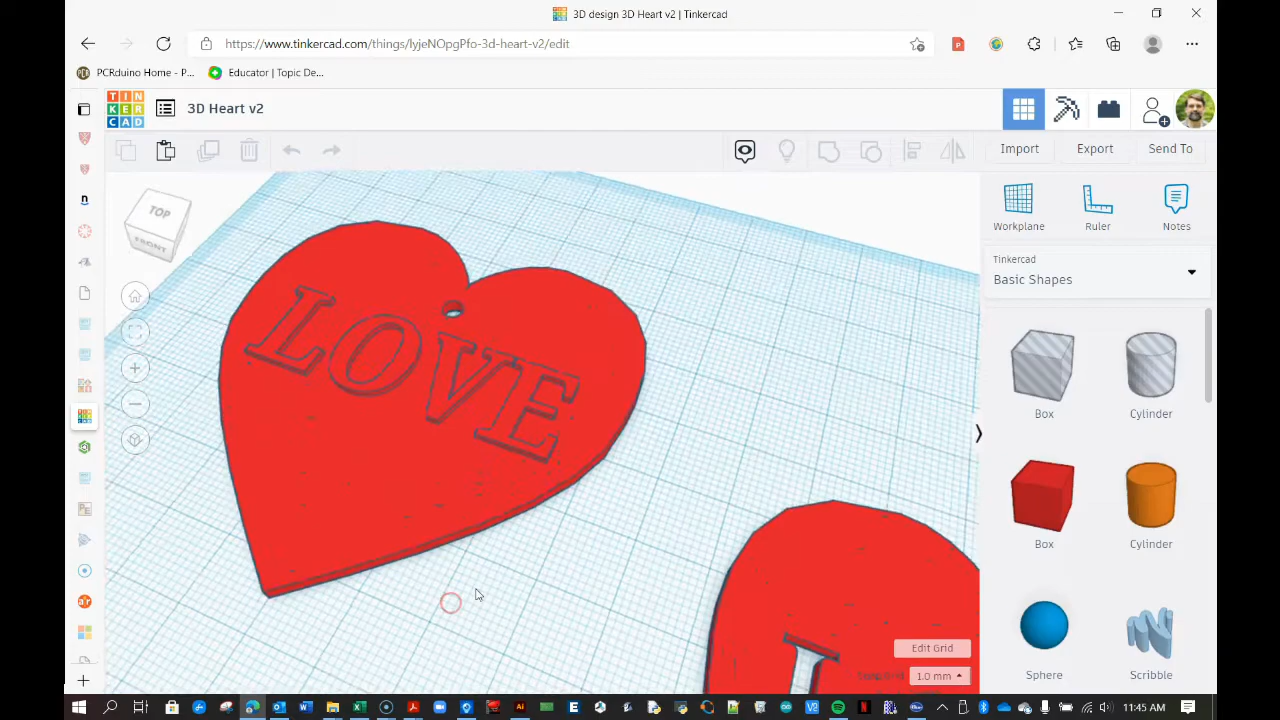 3D design 3D Heart v2 | Tinkercad
https://www.tinkercad.com/things/lyjeNOpgPfo-3d-heart-v2/edit
PCRduino Home - P...
Educator | Topic De...
TIN
KER
CAD
3D Heart v2
Import
Export
Send To
TOP
FRONT
Workplane
Ruler
Notes
Tinkercad
Basic Shapes
LOVE
Box
Cylinder
Box
Cylinder
Edit Grid
Snap Grid
1.0 mm
Sphere
Scribble
11:45 AM